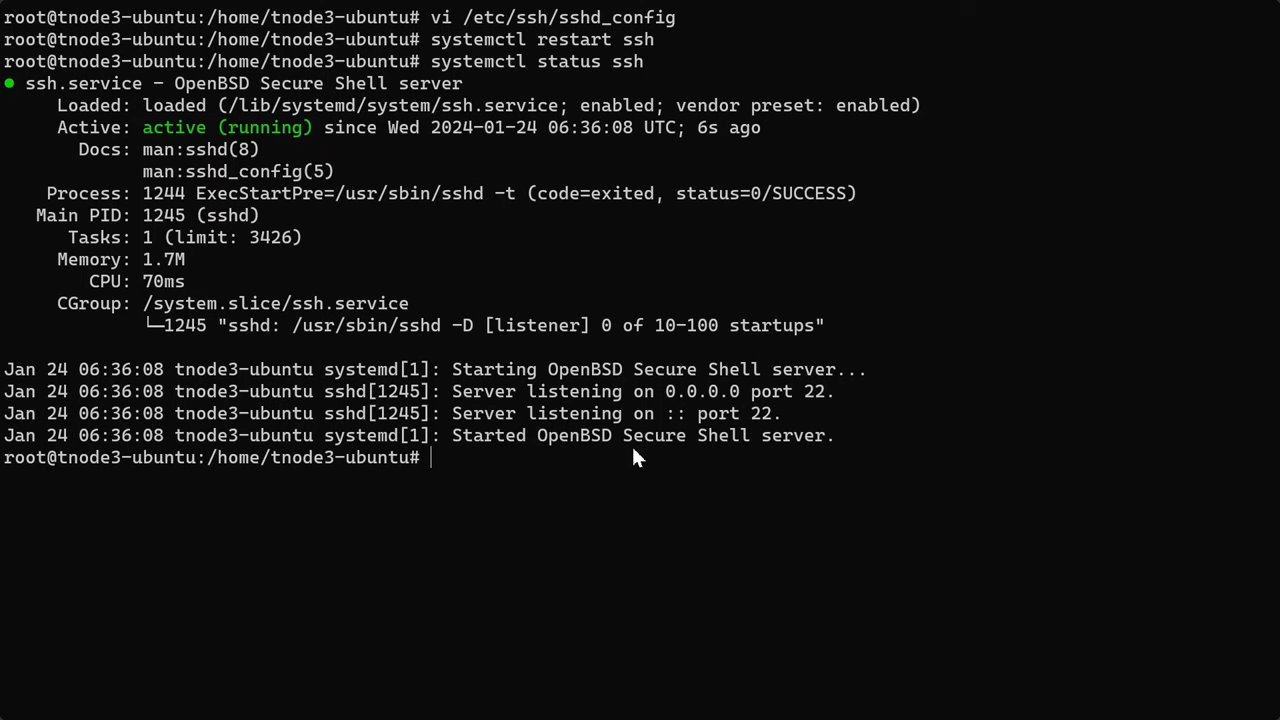 root@tnode3-ubuntu:/home/tnode3-ubuntu# vi /etc/ssh/sshd_config
root@tnode3-ubuntu:/home/tnode3-ubuntu# systemctl restart ssh
root@tnode3-ubuntu:/home/tnode3-ubuntu# systemctl status ssh
● ssh.service - OpenBSD Secure Shell server
     Loaded: loaded (/lib/systemd/system/ssh.service; enabled; vendor preset: enabled)
     Active: active (running) since Wed 2024-01-24 06:36:08 UTC; 6s ago
       Docs: man:sshd(8)
             man:sshd_config(5)
    Process: 1244 ExecStartPre=/usr/sbin/sshd -t (code=exited, status=0/SUCCESS)
   Main PID: 1245 (sshd)
      Tasks: 1 (limit: 3426)
     Memory: 1.7M
        CPU: 70ms
     CGroup: /system.slice/ssh.service
             └─1245 "sshd: /usr/sbin/sshd -D [listener] 0 of 10-100 startups"

Jan 24 06:36:08 tnode3-ubuntu systemd[1]: Starting OpenBSD Secure Shell server...
Jan 24 06:36:08 tnode3-ubuntu sshd[1245]: Server listening on 0.0.0.0 port 22.
Jan 24 06:36:08 tnode3-ubuntu sshd[1245]: Server listening on :: port 22.
Jan 24 06:36:08 tnode3-ubuntu systemd[1]: Started OpenBSD Secure Shell server.
root@tnode3-ubuntu:/home/tnode3-ubuntu#